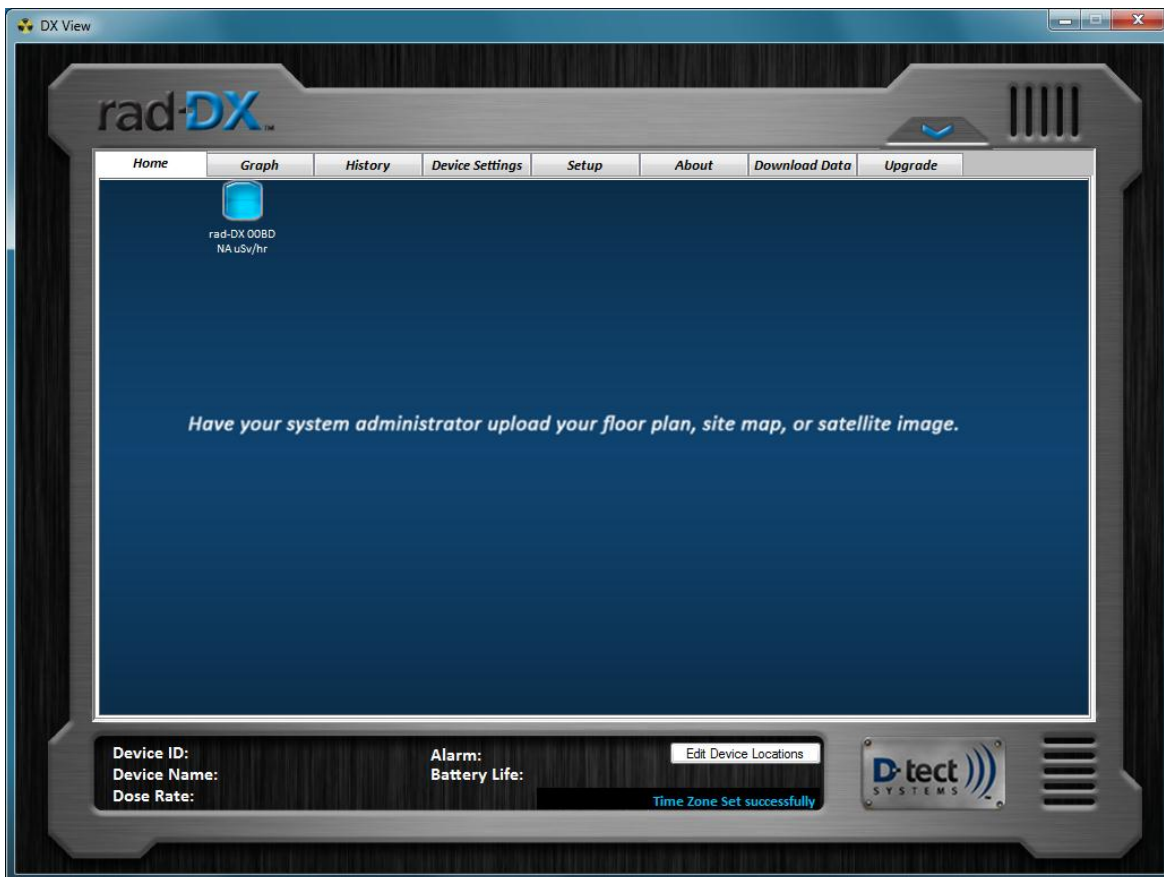 DX View
rad-DX™
Home
Graph
History
Device Settings
Setup
About
Download Data
Upgrade
rad-DX 00BD
NA uSv/hr
Have your system administrator upload your floor plan, site map, or satellite image.
Device ID:
Device Name:
Dose Rate:
Alarm:
Battery Life:
Edit Device Locations
Time Zone Set successfully
D-tect
SYSTEMS™